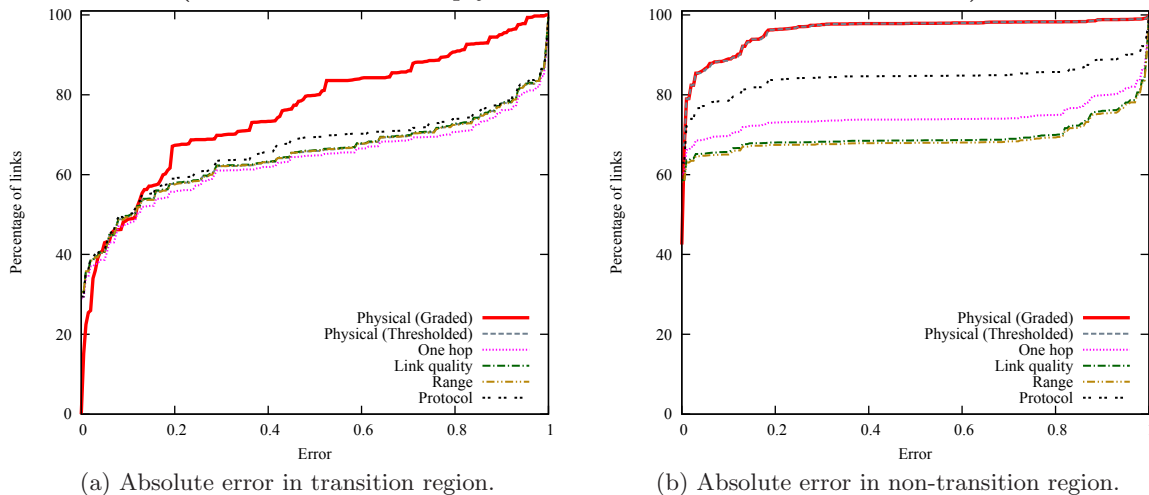 100
80
60
40
20
0
Percentage of links
Physical (Graded)
Physical (Thresholded)
One hop
Link quality
Range
Protocol
0 0.2 0.4 0.6 0.8 1
Error
(a) Absolute error in transition region.
100
80
60
40
20
0
Percentage of links
Physical (Graded)
Physical (Thresholded)
One hop
Link quality
Range
Protocol
0 0.2 0.4 0.6 0.8
Error
(b) Absolute error in non-transition region.